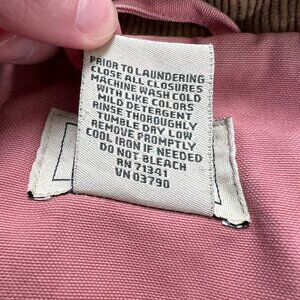 PRIOR TO LAUNDERING
CLOSE ALL CLOSURES
MACHINE WASH COLD
WITH LIKE COLORS
MILD DETERGENT
RINSE THOROUGHLY
TUMBLE DRY LOW
REMOVE PROMPTLY
COOL IRON IF NEEDED
DO NOT BLEACH
RN 71341
VN 03790